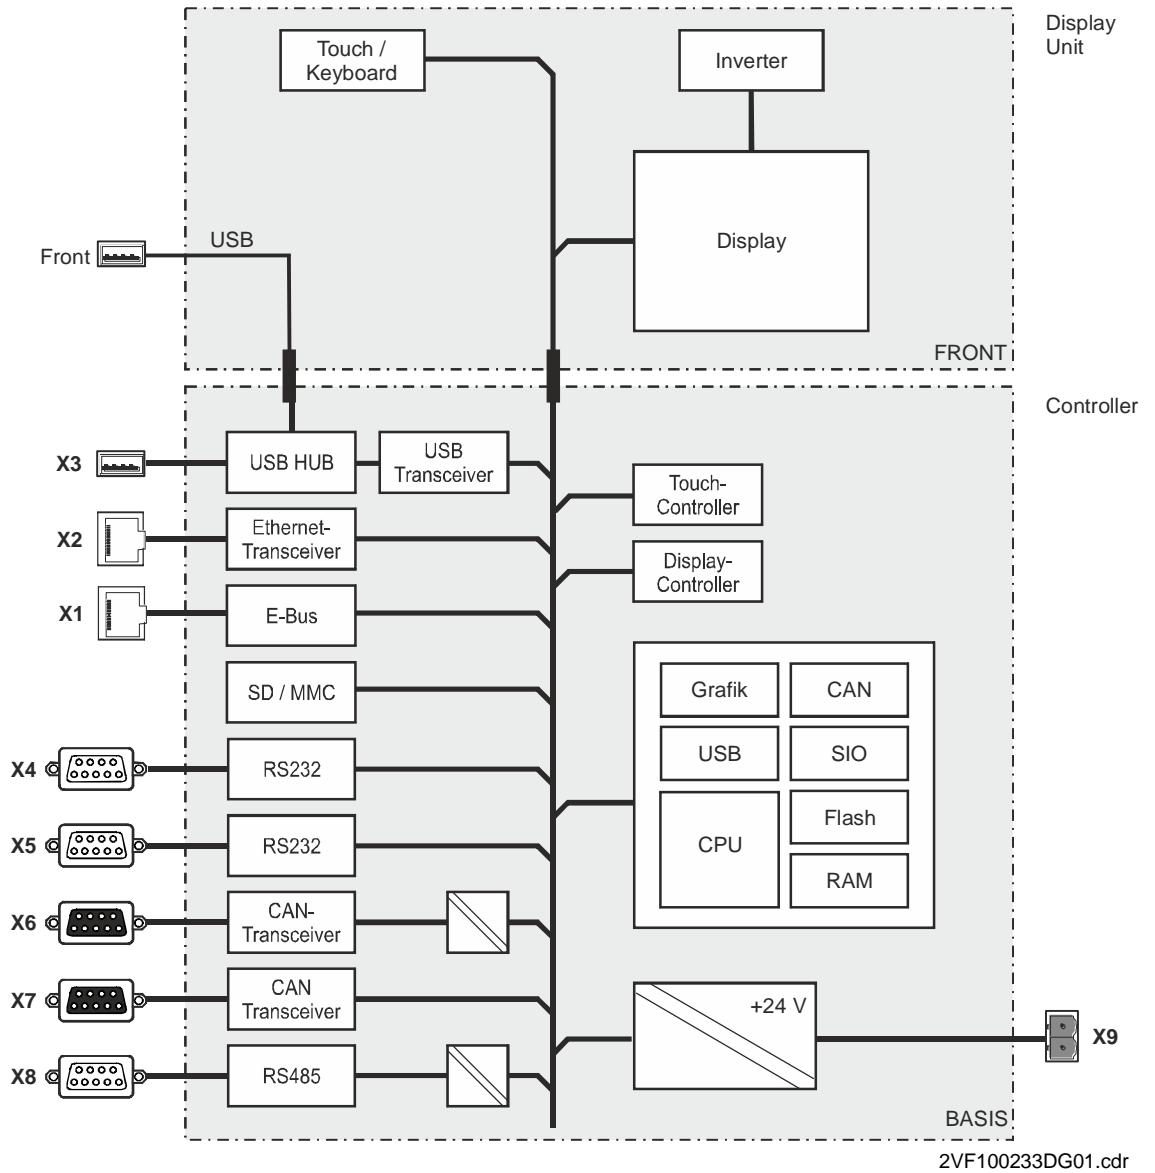 Display
Unit
Touch /
Keyboard
Inverter
Display
Front
USB
FRONT
Controller
X3
USB HUB
USB
Transceiver
Touch-
Controller
X2
Ethernet-
Transceiver
Display-
Controller
X1
E-Bus
SD / MMC
Grafik
CAN
USB
SIO
X4
RS232
Flash
CPU
X5
RS232
RAM
X6
CAN-
Transceiver
X7
CAN
Transceiver
+24 V
X9
X8
RS485
BASIS
2VF100233DG01.cdr